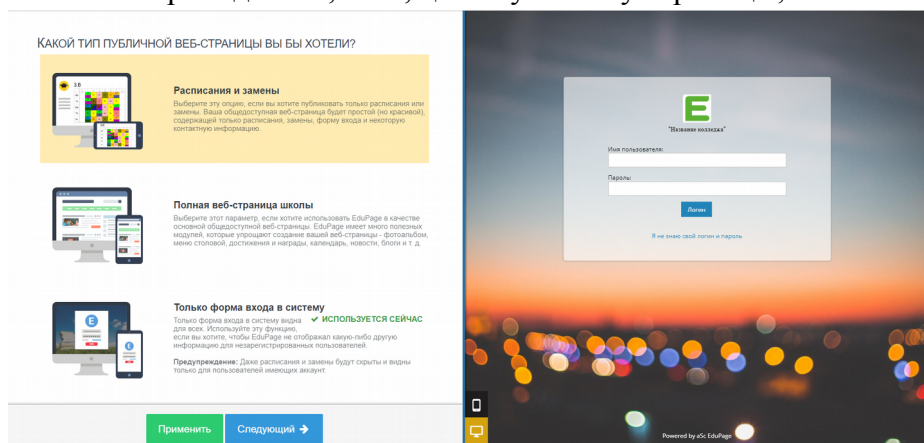 КАКОЙ ТИП ПУБЛИЧНОЙ ВЕБ-СТРАНИЦЫ ВЫ БЫ ХОТЕЛИ?
Расписания и замены
Выберите эту опцию, если вы хотите публиковать только расписания или
замены. Ваша общедоступная веб-страница будет простой (но красивой),
содержащей только расписания, замены, форму входа и некоторую
контактную информацию.
Полная веб-страница школы
Выберите этот параметр, если хотите использовать EduPage в качестве
основной общедоступной веб-страницы. EduPage имеет много полезных
модулей, которые упрощают создание вашей веб-страницы - фотоальбом,
меню столовой, достижения и награды, календарь, новости, блоги и т. д.
Только форма входа в систему
Только форма входа в систему видна ✔ ИСПОЛЬЗУЕТСЯ СЕЙЧАС
для всех. Используйте эту функцию,
если вы хотите, чтобы EduPage не отображал какую-либо другую
информацию для незарегистрированных пользователей.
Предупреждение: Даже расписания и замены будут скрыты и видны
только для пользователей имеющих аккаунт.
Применить
Следующий →
E
"Название колледжа"
Имя пользователя:
Пароль:
Логин
Я не знаю свой логин и пароль
Powered by aSc EduPage